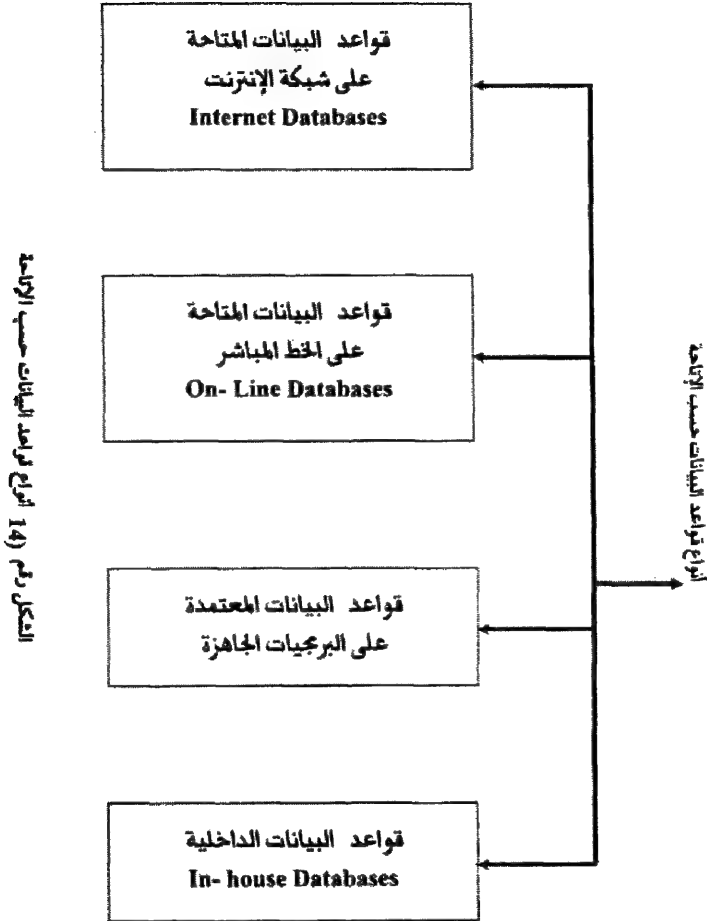 أنواع قواعد البيانات حسب الإتاحة
قواعد البيانات المتاحة
على شبكة الإنترنت
Internet Databases
قواعد البيانات المتاحة
على الخط المباشر
On- Line Databases
قواعد البيانات المعتمدة
على البرمجيات الجاهزة
قواعد البيانات الداخلية
In- house Databases
الشكل رقم (14 أنواع قواعد البيانات حسب الإتاحة